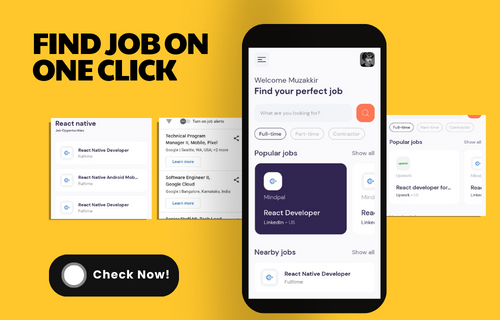 FIND JOB ON
ONE CLICK
React native
Job Opportunities
React Native Developer
Fulltime
React Native Android Mob...
Fulltime
React Native Developer
Fulltime
Turn on job alerts
Technical Program
Manager II, Mobile, Pixel
Google | Seattle, WA, USA; +2 more
Learn more
Software Engineer II,
Google Cloud
Google | Bangalore, Karnataka, India
Learn more
Welcome Muzakkir
Find your perfect job
What are you looking for?
Full-time
Part-time
Contractor
Popular jobs
Show all
Mindpal
React Developer
LinkedIn - US
Mindpal
Reac
Linked
Nearby jobs
Show all
React Native Developer
Fulltime
Full-time
Part-time
Contractor
Popular jobs
Show all
Upwork
React developer for...
Upwork - US
Check Now!